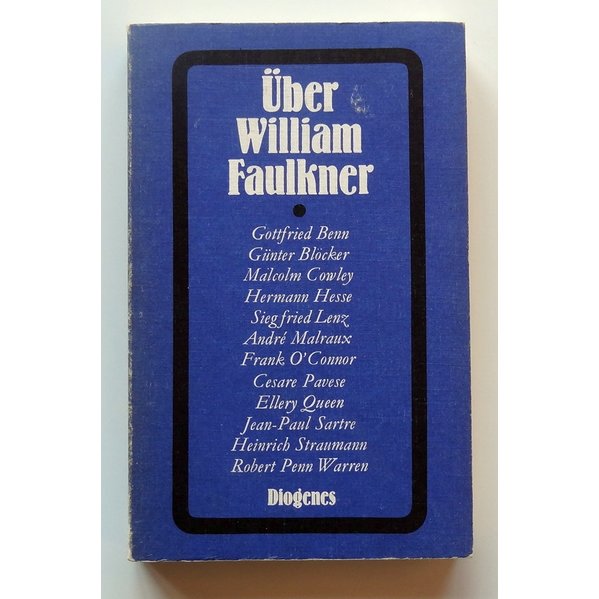 Über
William
Faulkner
Gottfried Benn
Günter Blöcker
Malcolm Cowley
Hermann Hesse
Siegfried Lenz
André Malraux
Frank O'Connor
Cesare Pavese
Ellery Queen
Jean-Paul Sartre
Heinrich Straumann
Robert Penn Warren
Diogenes